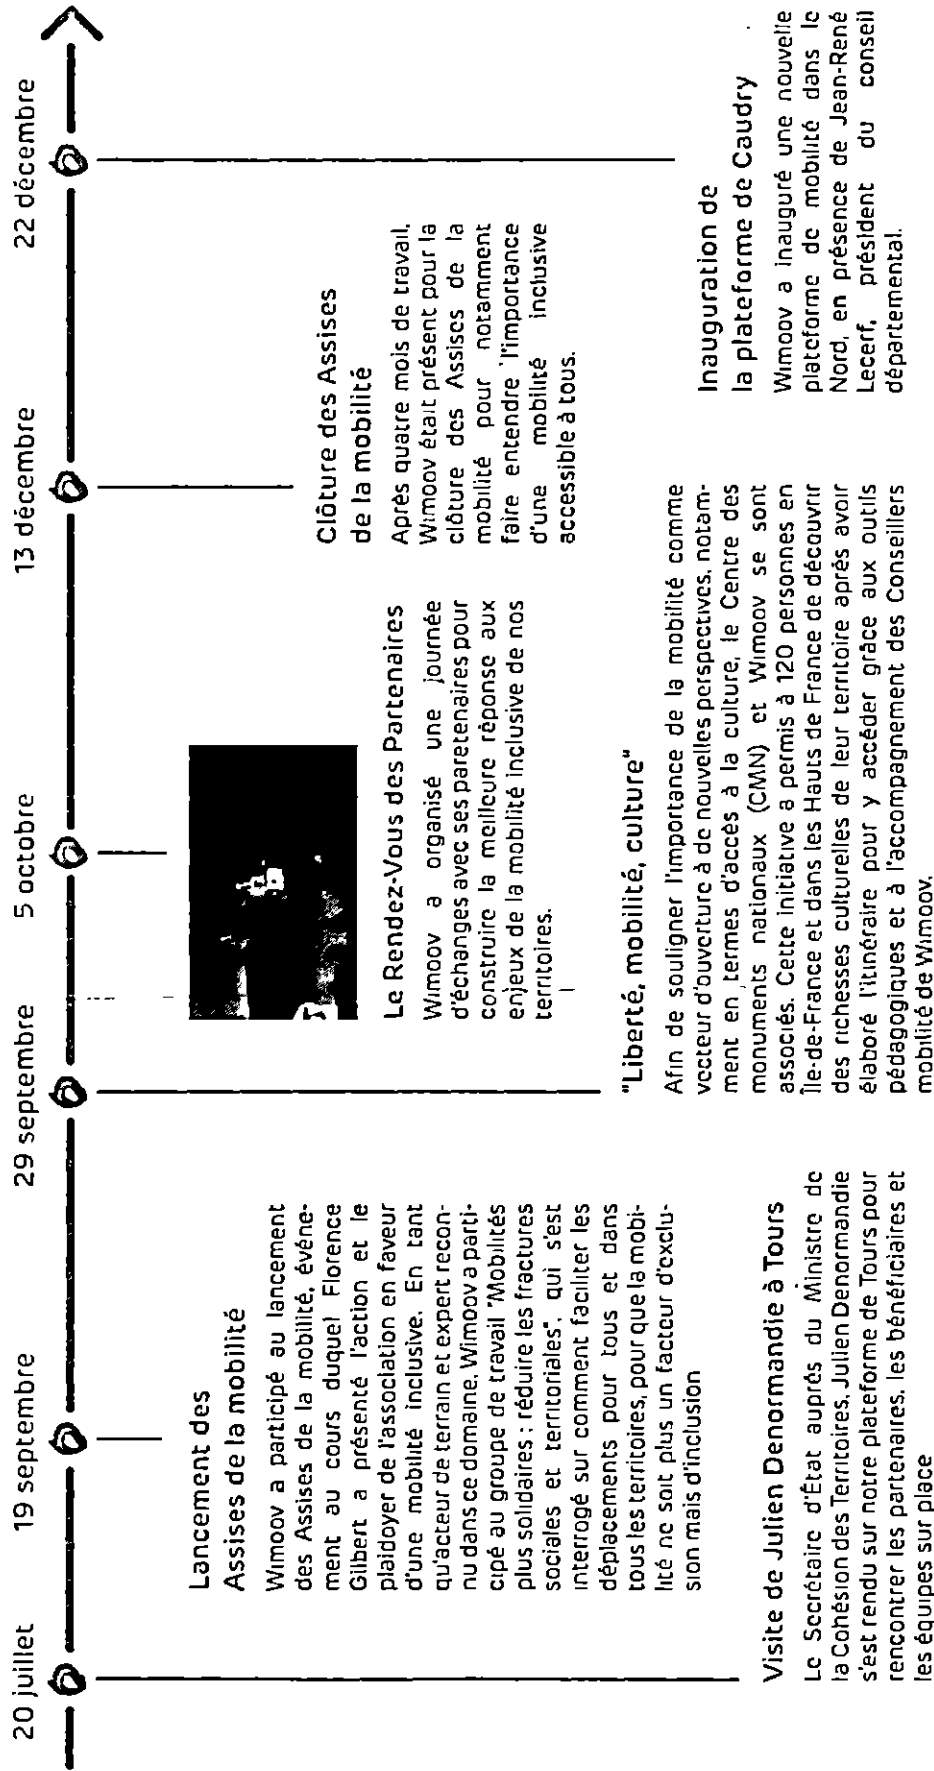 20 juillet
19 septembre
29 septembre
5 octobre
13 décembre
22 décembre
Lancement des
Assises de la mobilité
Wimoov a participé au lancement
des Assises de la mobilité, événe-
ment au cours duquel Florence
Gilbert a présenté l'action et le
plaidoyer de l'association en faveur
d'une mobilité inclusive. En tant
qu'acteur de terrain et expert recon-
nu dans ce domaine, Wimoov a parti-
cipé au groupe de travail "Mobilités
plus solidaires : réduire les fractures
sociales et territoriales", qui s'est
interrogé sur comment faciliter les
déplacements pour tous et dans
tous les territoires, pour que la mobi-
lité ne soit plus un facteur d'exclu-
sion mais d'inclusion
Visite de Julien Denormandie à Tours
Le Secrétaire d'État auprès du Ministre de
la Cohésion des Territoires, Julien Denormandie
s'est rendu sur notre plateforme de Tours pour
rencontrer les partenaires, les bénéficiaires et
les équipes sur place
Le Rendez-Vous des Partenaires
Wimoov a organisé une journée
d'échanges avec ses paretenaires pour
construire la meilleure réponse aux
enjeux de la mobilité inclusive de nos
territoires.
"Liberté, mobilité, culture"
Afin de souligner l'importance de la mobilité comme
vecteur d'ouverture à de nouvelles perspectives, notam-
ment en termes d'accès à la culture, le Centre des
monuments nationaux (CMN) et Wimoov se sont
associés. Cette initiative a permis à 120 personnes en
Île-de-France et dans les Hauts de France de découvrir
des richesses culturelles de leur territoire après avoir
élaboré l'itinéraire pour y accéder grâce aux outils
pédagogiques et à l'accompagnement des Conseillers
mobilité de Wimoov.
Clôture des Assises
de la mobilité
Après quatre mois de travail,
Wimoov était présent pour la
clôture des Assises de la
mobilité pour notamment
faire entendre l'importance
d'une mobilité inclusive
accessible à tous.
Inauguration de
la plateforme de Caudry
Wimoov a inauguré une nouvelle
plateforme de mobilité dans le
Nord, en présence de Jean-René
Lecerf, président du conseil
départemental.